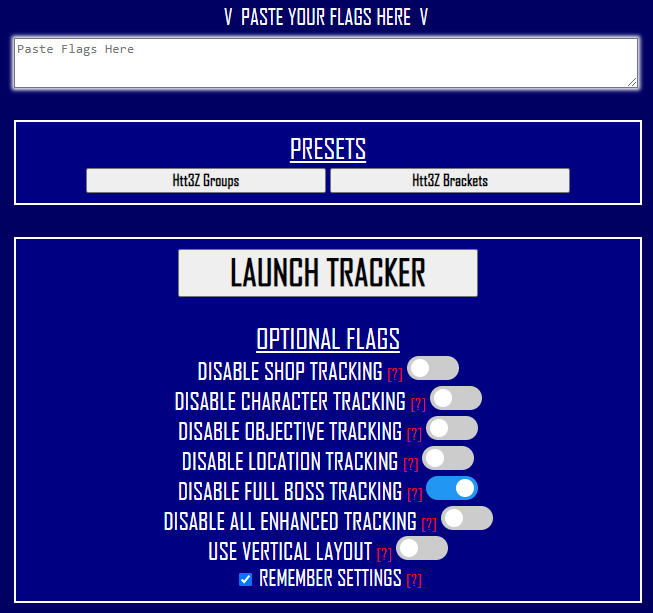 V PASTE YOUR FLAGS HERE V
Paste Flags Here
PRESETS
Htt3Z Groups Htt3Z Brackets
LAUNCH TRACKER
OPTIONAL FLAGS
DISABLE SHOP TRACKING [?]
DISABLE CHARACTER TRACKING [?]
DISABLE OBJECTIVE TRACKING [?]
DISABLE LOCATION TRACKING [?]
DISABLE FULL BOSS TRACKING [?]
DISABLE ALL ENHANCED TRACKING [?]
USE VERTICAL LAYOUT [?]
REMEMBER SETTINGS [?]